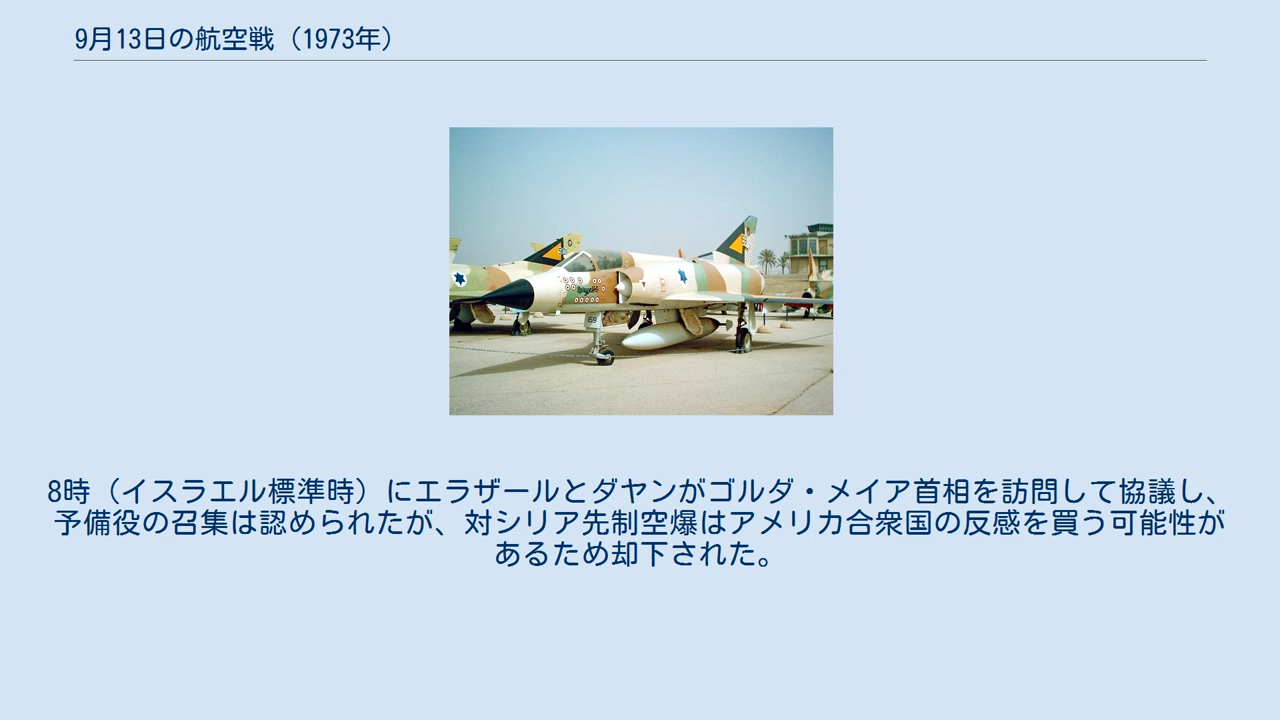 9月13日の航空戦（1973年）
159
8時（イスラエル標準時）にエラザールとダヤンがゴルダ・メイア首相を訪問して協議し、
予備役の召集は認められたが、対シリア先制空爆はアメリカ合衆国の反感を買う可能性が
あるため却下された。